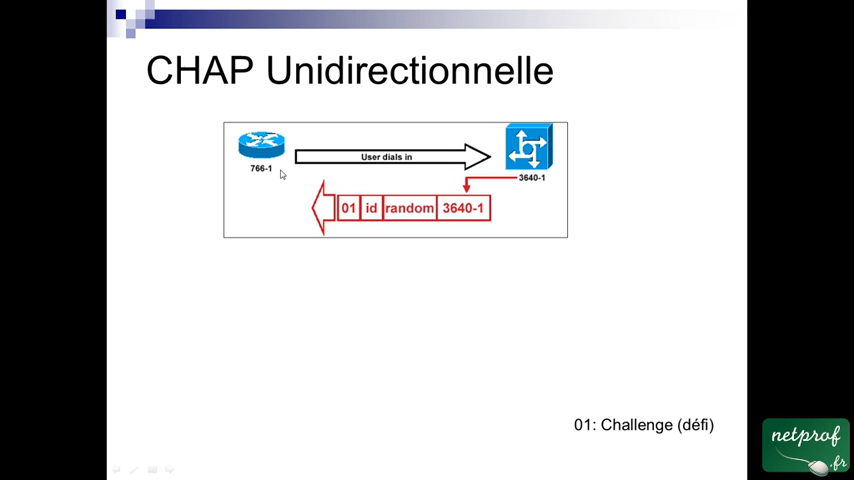 CHAP Unidirectionnelle
User dials in
766-1
3640-1
01 id random 3640-1
01: Challenge (défi)
netprof
.fr